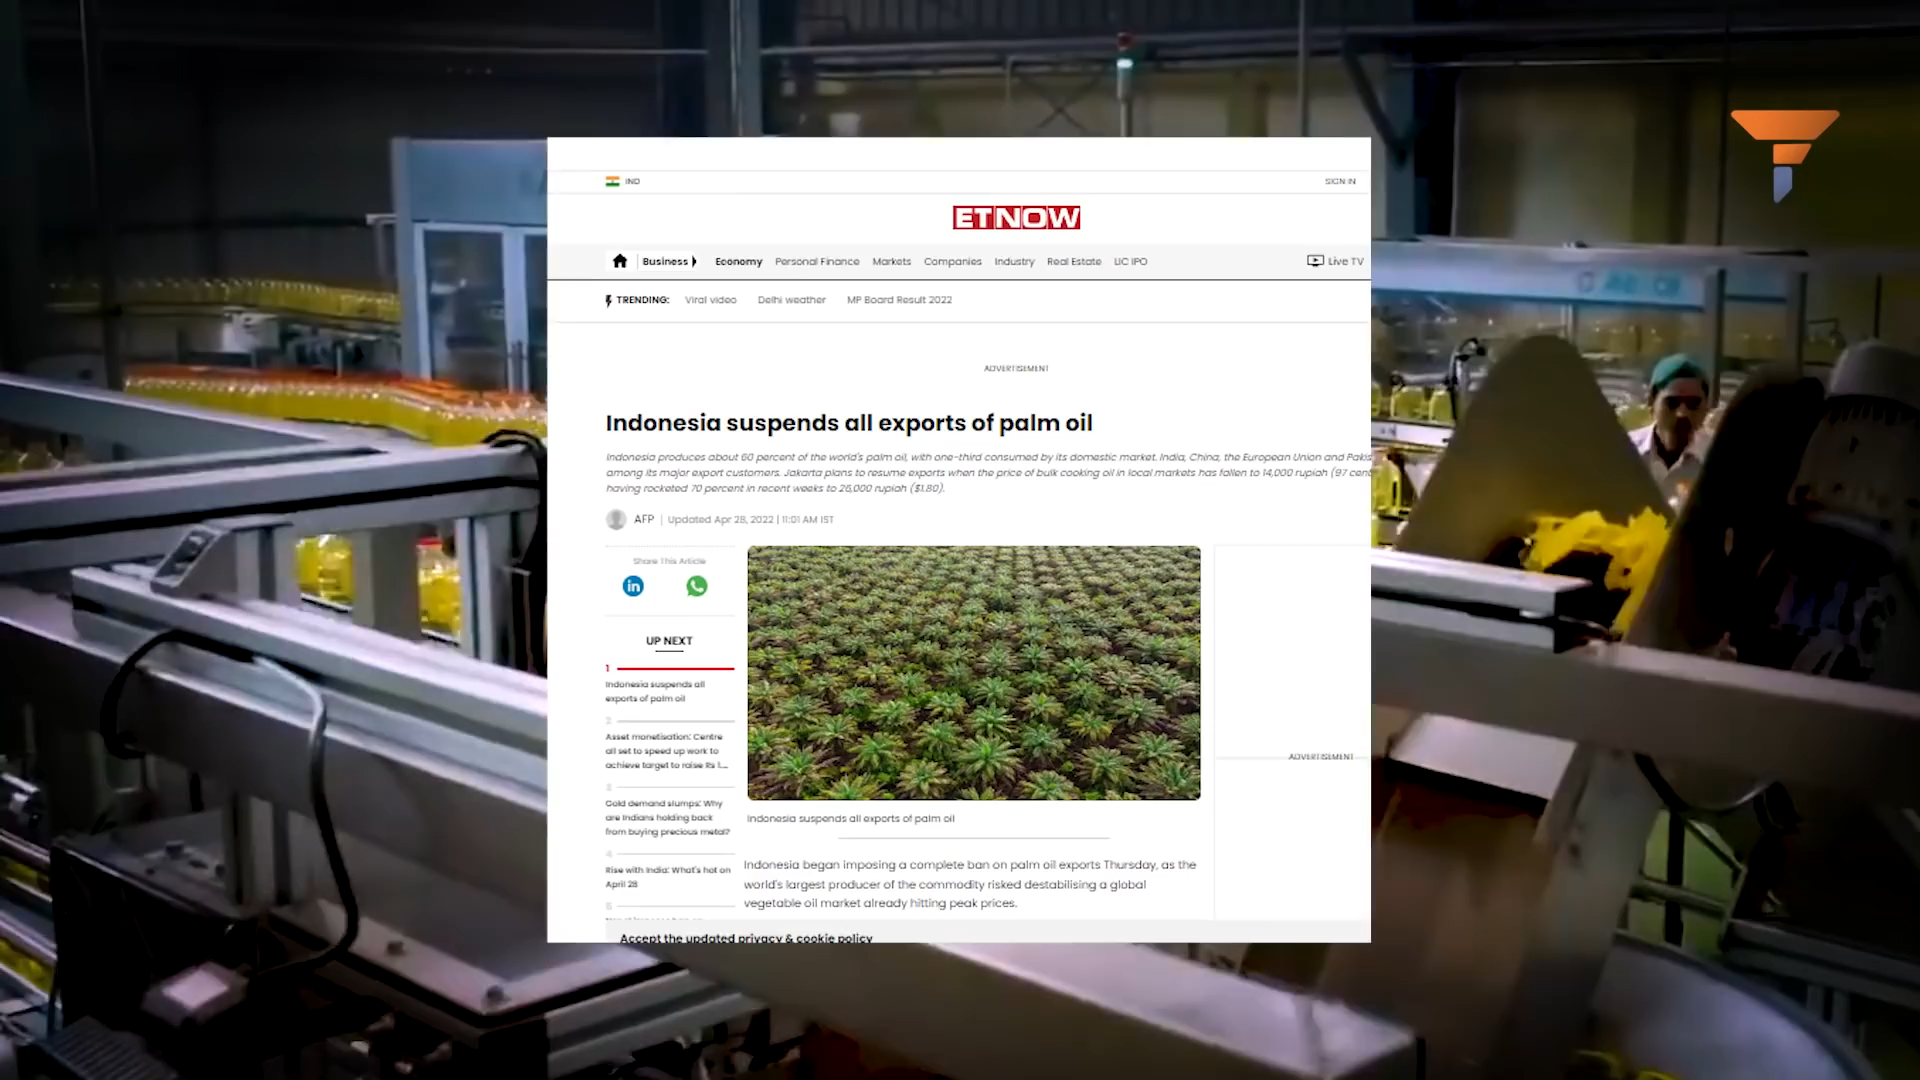 IND
SIGN IN
ETNOW
Business
Economy
Personal Finance
Markets
Companies
Industry
Real Estate
LIC IPO
Live TV
TRENDING:
Viral video
Delhi weather
MP Board Result 2022
ADVERTISEMENT
Indonesia suspends all exports of palm oil
Indonesia produces about 60 percent of the world's palm oil, with one-third consumed by its domestic market. India, China, the European Union and Pakis
among its major export customers. Jakarta plans to resume exports when the price of bulk cooking oil in local markets has fallen to 14,000 rupiah (97 cent
having rocketed 70 percent in recent weeks to 26,000 rupiah ($1.80).
AFP | Updated Apr 28, 2022 | 11:01 AM IST
Share This Article
in
UP NEXT
1
Indonesia suspends all
exports of palm oil
2
Asset monetisation: Centre
all set to speed up work to
achieve target to raise Rs 1....
3
Gold demand slumps: Why
are Indians holding back
from buying precious metal?
4
Rise with India: What's hot on
April 28
5
ADVERTISEMENT
Indonesia suspends all exports of palm oil
Indonesia began imposing a complete ban on palm oil exports Thursday, as the
world's largest producer of the commodity risked destabilising a global
vegetable oil market already hitting peak prices.
Accept the updated privacy & cookie policy